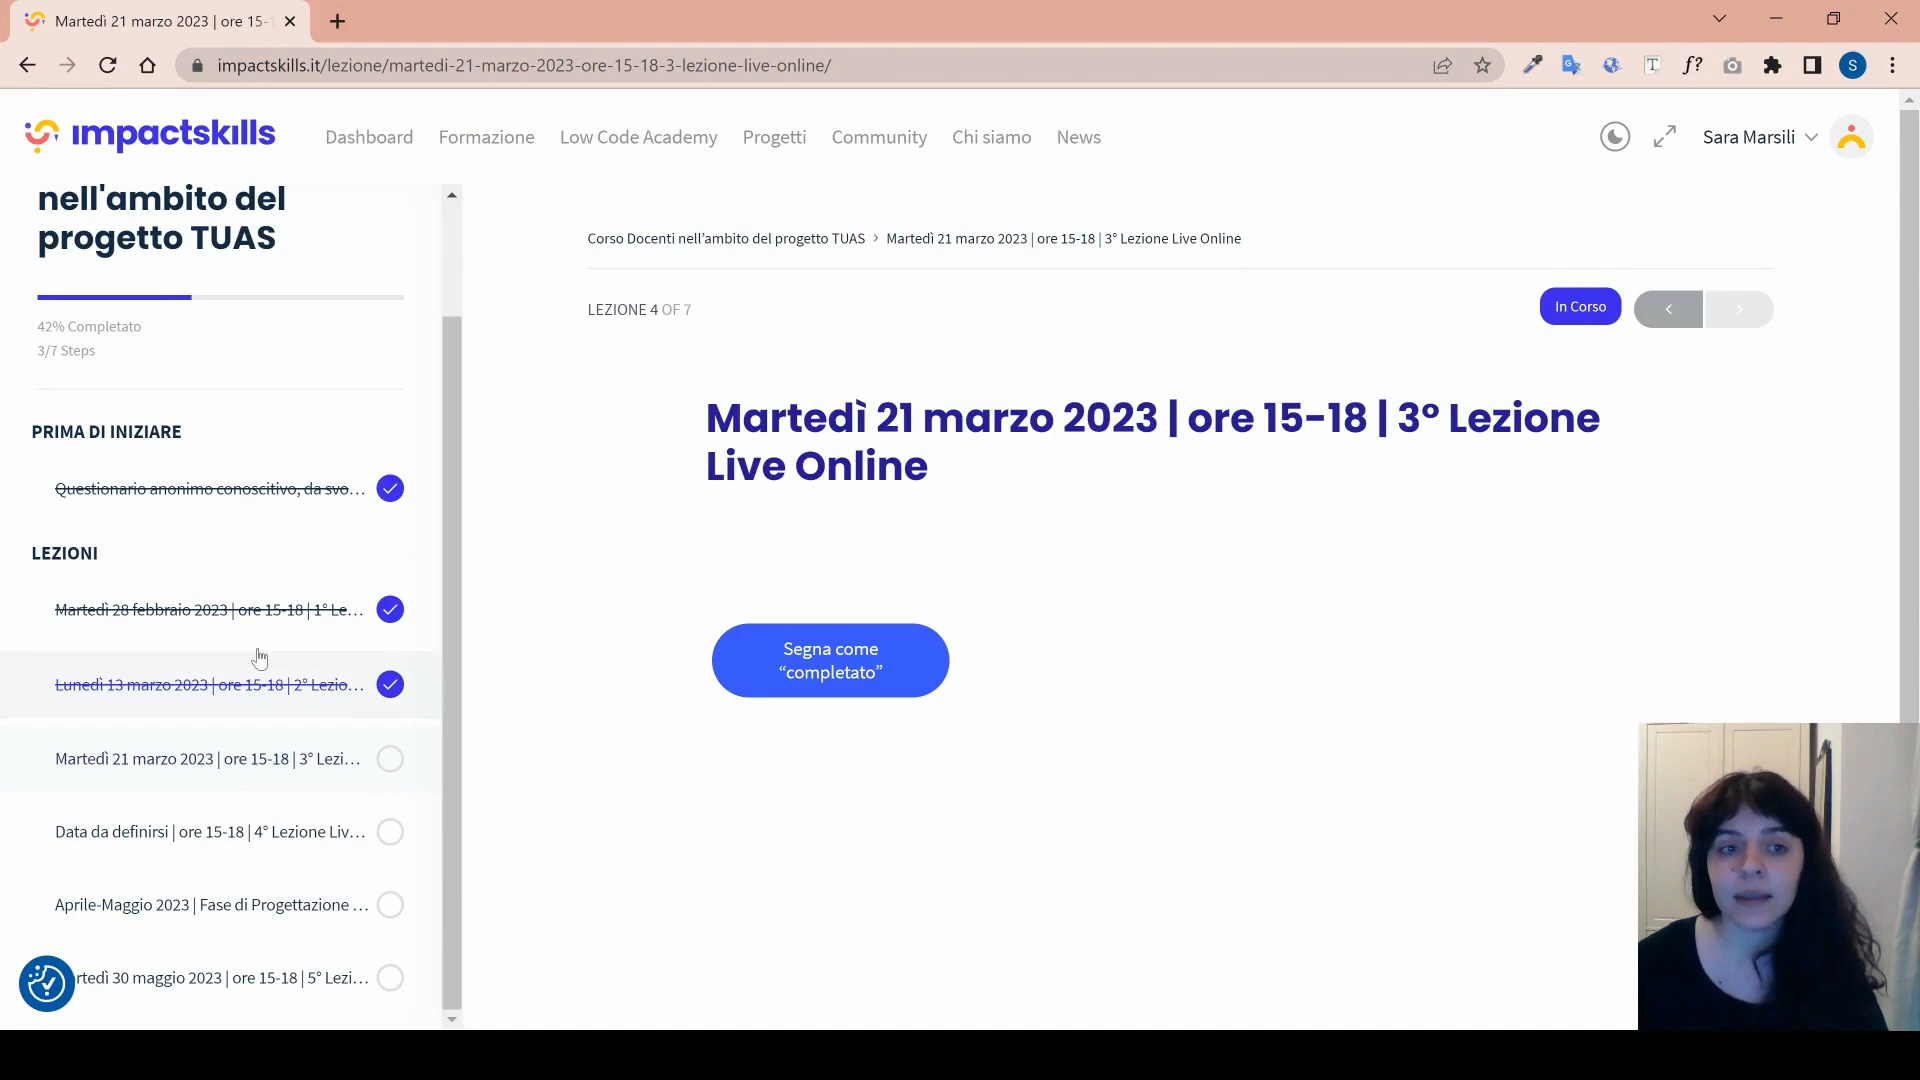 Martedì 21 marzo 2023 | ore 15-
impactskills.it/lezione/martedi-21-marzo-2023-ore-15-18-3-lezione-live-online/
S
impactskills
Dashboard
Formazione
Low Code Academy
Progetti
Community
Chi siamo
News
Sara Marsili
nell'ambito del
progetto TUAS
42% Completato
3/7 Steps
PRIMA DI INIZIARE
Questionario anonimo conoscitivo, da svo...
LEZIONI
Martedì 28 febbraio 2023 | ore 15-18 | 1° Le...
Lunedì 13 marzo 2023 | ore 15-18 | 2° Lezio...
Martedì 21 marzo 2023 | ore 15-18 | 3° Lezi...
Data da definirsi | ore 15-18 | 4° Lezione Liv...
Aprile-Maggio 2023 | Fase di Progettazione ...
rtedì 30 maggio 2023 | ore 15-18 | 5° Lezi...
Corso Docenti nell'ambito del progetto TUAS > Martedì 21 marzo 2023 | ore 15-18 | 3° Lezione Live Online
LEZIONE 4 OF 7
In Corso
Martedì 21 marzo 2023 | ore 15-18 | 3° Lezione
Live Online
Segna come
“completato”